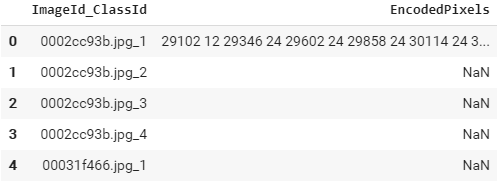 ImageId_ClassId EncodedPixels
0 0002cc93b.jpg_1 29102 12 29346 24 29602 24 29858 24 30114 24 3...
1 0002cc93b.jpg_2 NaN
2 0002cc93b.jpg_3 NaN
3 0002cc93b.jpg_4 NaN
4 00031f466.jpg_1 NaN